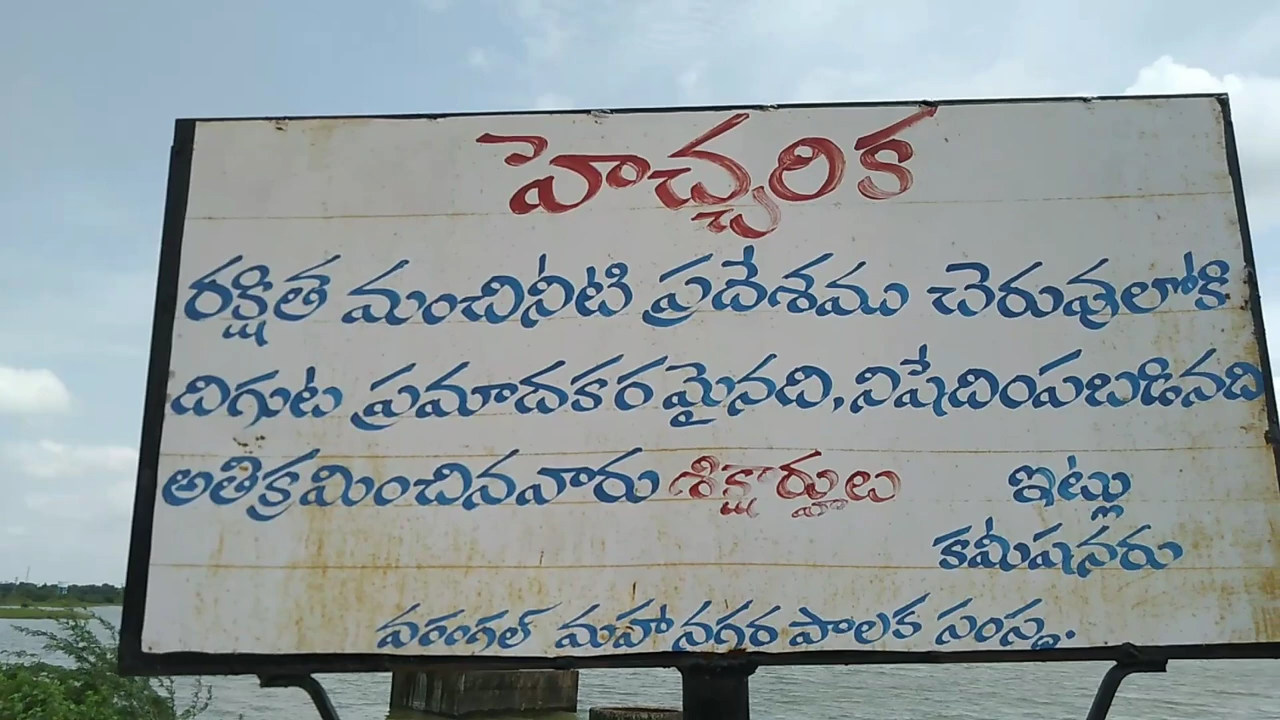 హెచ్చరిక
రక్షిత మంచినీటి ప్రదేశము చెరువులోకి
దిగుట ప్రమాదకరమైనది, నిషేదింపబడినది
అతిక్రమించినవారు శిక్షార్హులు ఇట్లు
కమీషనరు
వరంగల్ మహానగర పాలక సంస్థ.